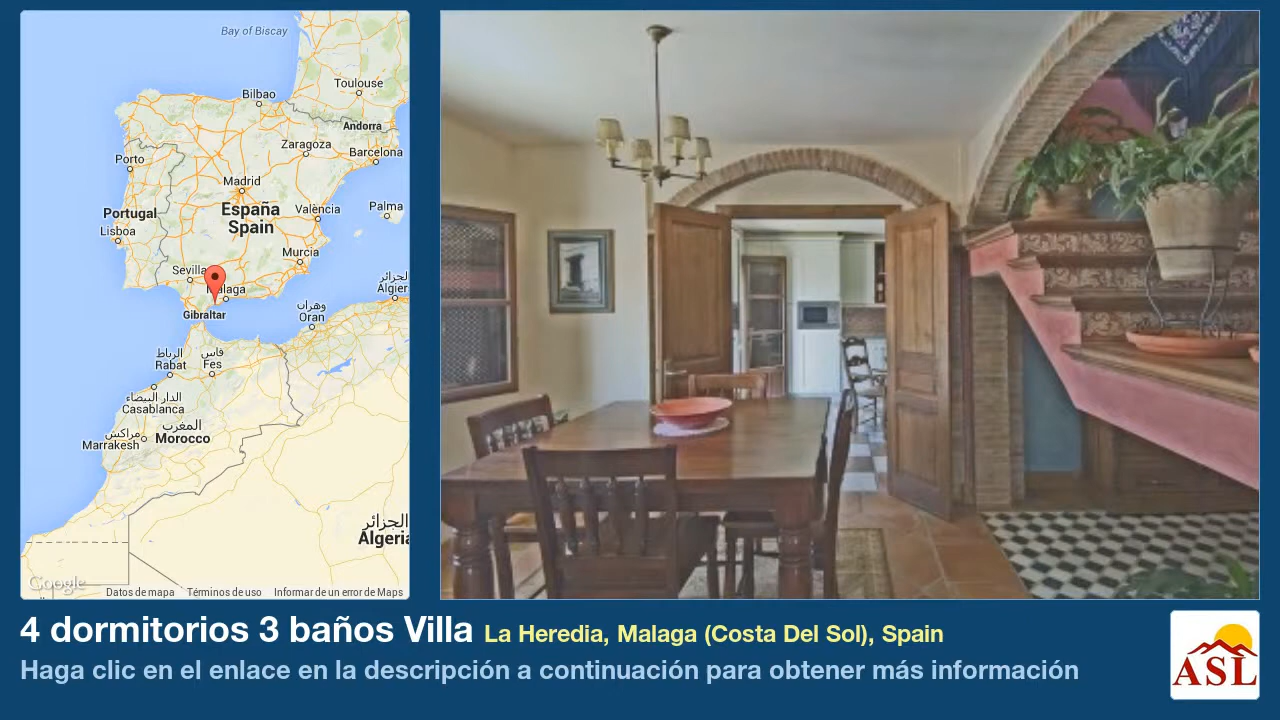 Bay of Biscay
Toulouse
Bilbao
Andorra
Zaragoza
Barcelona
Porto
Madrid
Palma
España
Spain
València
Portugal
Lisboa
Murcia
Sevilla
Málaga
الجزائر
Algier
Gibraltar
وهران
Oran
الرباط
Rabat
فاس
Fes
الدار البيضاء
Casablanca
المغرب
Morocco
مراكش
Marrakesh
الجزائر
Algeria
Google
Datos de mapa Términos de uso Informar de un error de Maps
4 dormitorios 3 baños Villa La Heredia, Malaga (Costa Del Sol), Spain
Haga clic en el enlace en la descripción a continuación para obtener más información
ASL